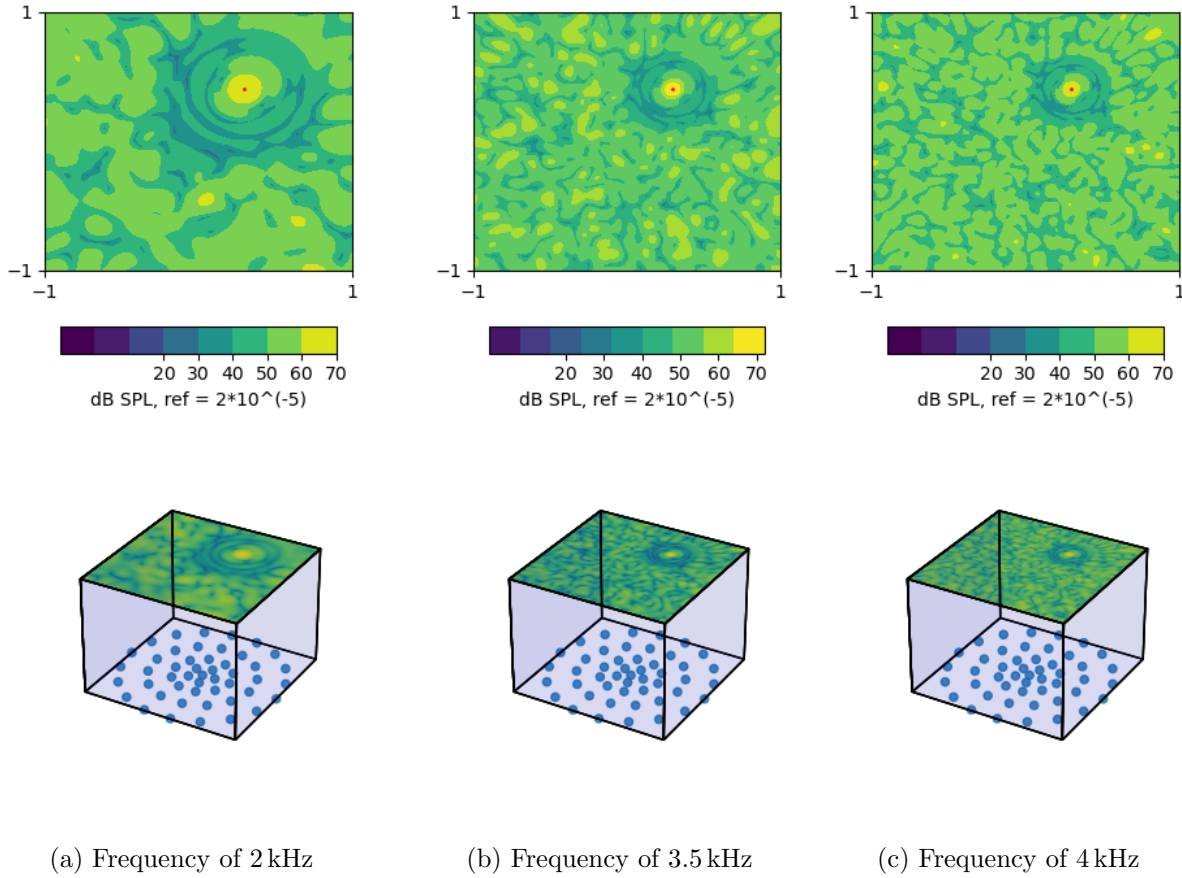 1
1
1
−1
−1
−1
−1
1
−1
1
−1
1
20 30 40 50 60 70
20 30 40 50 60 70
20 30 40 50 60 70
dB SPL, ref = 2*10^(-5)
dB SPL, ref = 2*10^(-5)
dB SPL, ref = 2*10^(-5)
(a) Frequency of 2 kHz
(b) Frequency of 3.5 kHz
(c) Frequency of 4 kHz